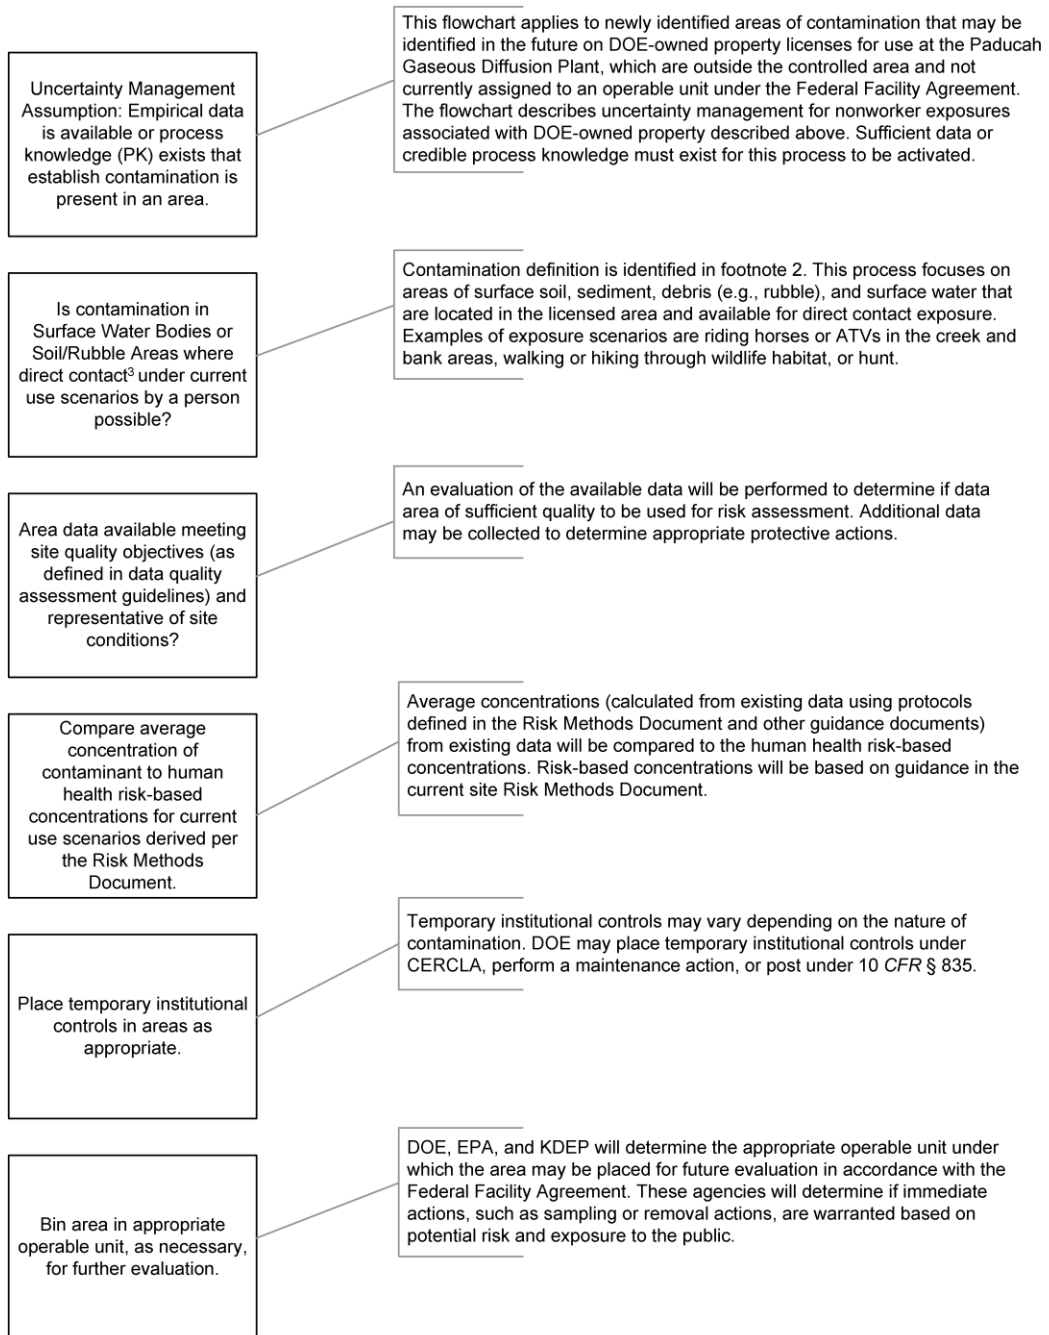 Uncertainty Management
Assumption: Empirical data
is available or process
knowledge (PK) exists that
establish contamination is
present in an area.
This flowchart applies to newly identified areas of contamination that may be
identified in the future on DOE-owned property licenses for use at the Paducah
Gaseous Diffusion Plant, which are outside the controlled area and not
currently assigned to an operable unit under the Federal Facility Agreement.
The flowchart describes uncertainty management for nonworker exposures
associated with DOE-owned property described above. Sufficient data or
credible process knowledge must exist for this process to be activated.
Is contamination in
Surface Water Bodies or
Soil/Rubble Areas where
direct contact³ under current
use scenarios by a person
possible?
Contamination definition is identified in footnote 2. This process focuses on
areas of surface soil, sediment, debris (e.g., rubble), and surface water that
are located in the licensed area and available for direct contact exposure.
Examples of exposure scenarios are riding horses or ATVs in the creek and
bank areas, walking or hiking through wildlife habitat, or hunt.
Area data available meeting
site quality objectives (as
defined in data quality
assessment guidelines) and
representative of site
conditions?
An evaluation of the available data will be performed to determine if data
area of sufficient quality to be used for risk assessment. Additional data
may be collected to determine appropriate protective actions.
Compare average
concentration of
contaminant to human
health risk-based
concentrations for current
use scenarios derived per
the Risk Methods
Document.
Average concentrations (calculated from existing data using protocols
defined in the Risk Methods Document and other guidance documents)
from existing data will be compared to the human health risk-based
concentrations. Risk-based concentrations will be based on guidance in the
current site Risk Methods Document.
Place temporary institutional
controls in areas as
appropriate.
Temporary institutional controls may vary depending on the nature of
contamination. DOE may place temporary institutional controls under
CERCLA, perform a maintenance action, or post under 10 CFR § 835.
Bin area in appropriate
operable unit, as necessary,
for further evaluation.
DOE, EPA, and KDEP will determine the appropriate operable unit under
which the area may be placed for future evaluation in accordance with the
Federal Facility Agreement. These agencies will determine if immediate
actions, such as sampling or removal actions, are warranted based on
potential risk and exposure to the public.